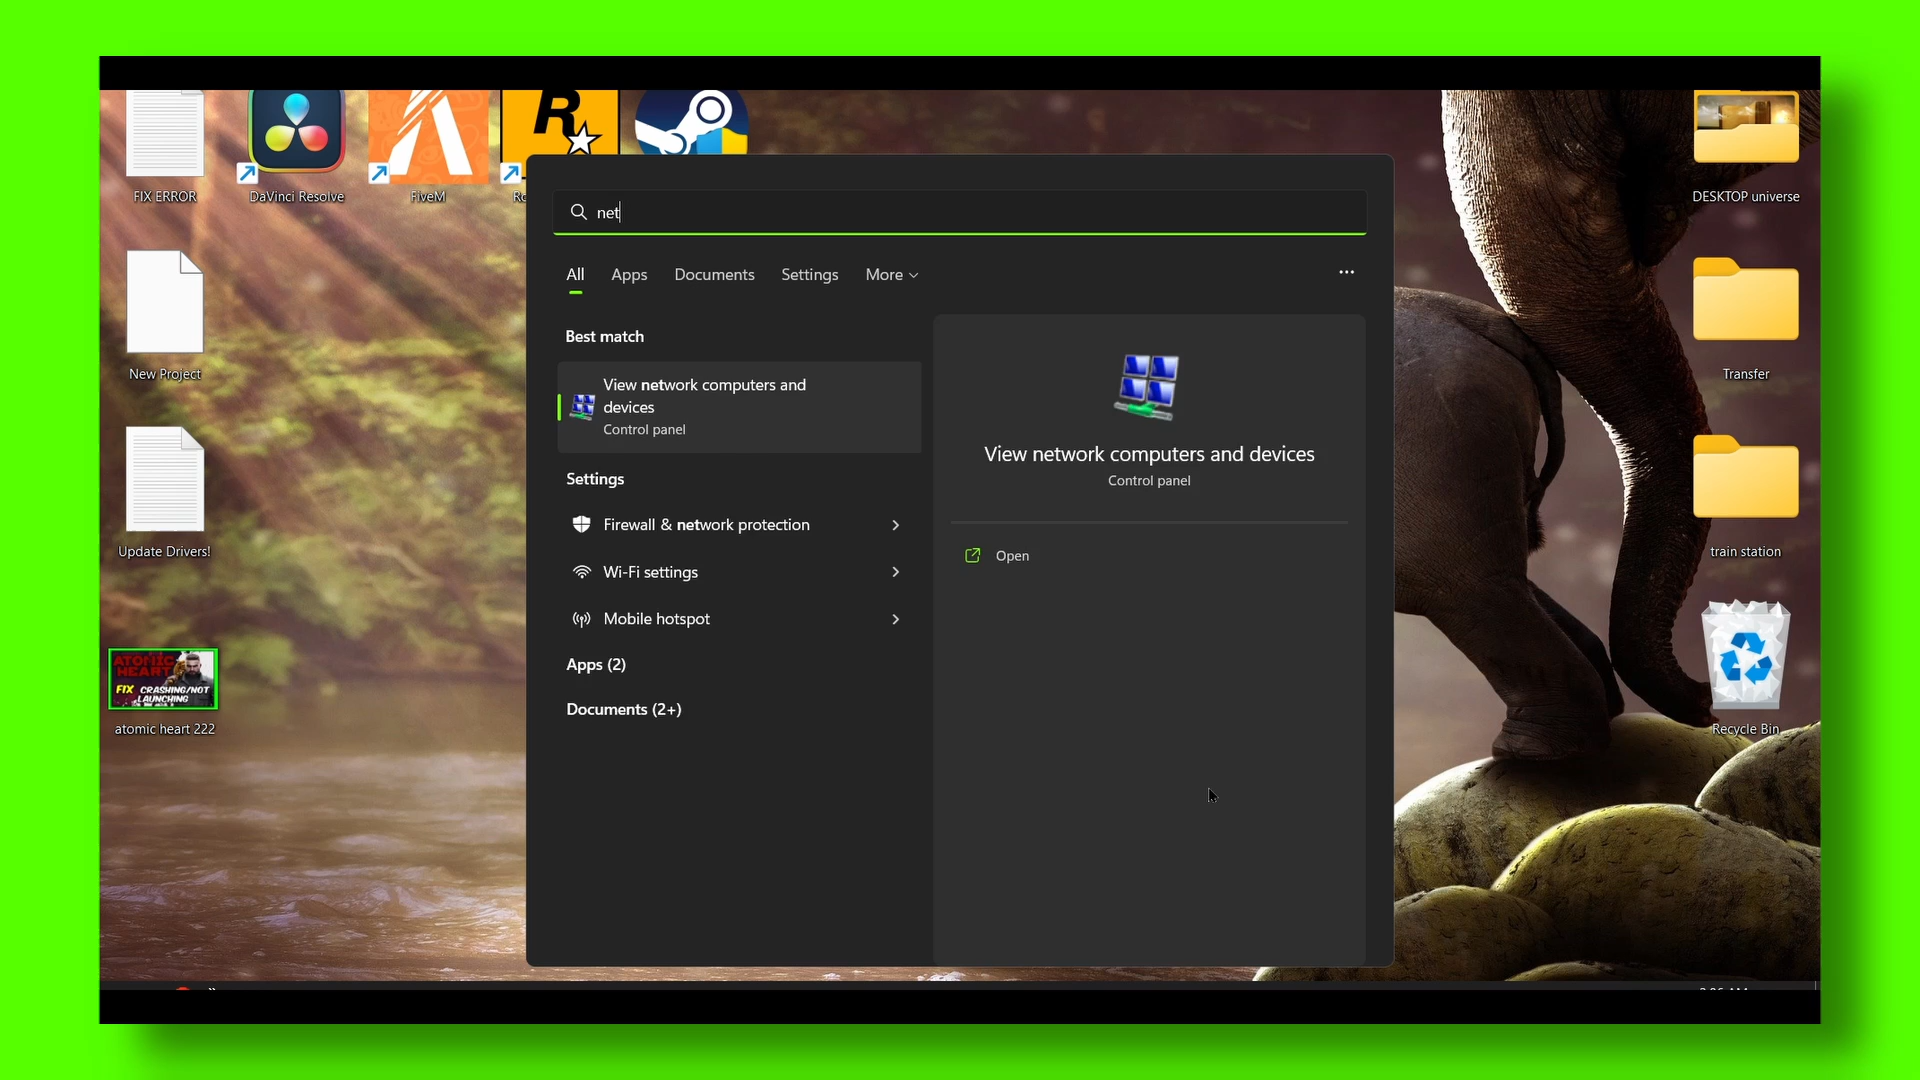 net
All
Apps
Documents
Settings
More
Best match
View network computers and
devices
Control panel
Settings
Firewall & network protection
Wi-Fi settings
Mobile hotspot
Apps (2)
Documents (2+)
View network computers and devices
Control panel
Open
FIX ERROR
DaVinci Resolve
FiveM
R
New Project
Update Drivers!
ATOMIC
HEART
FIX CRASHING/NOT
LAUNCHING
atomic heart 222
DESKTOP universe
Transfer
train station
Recycle Bin